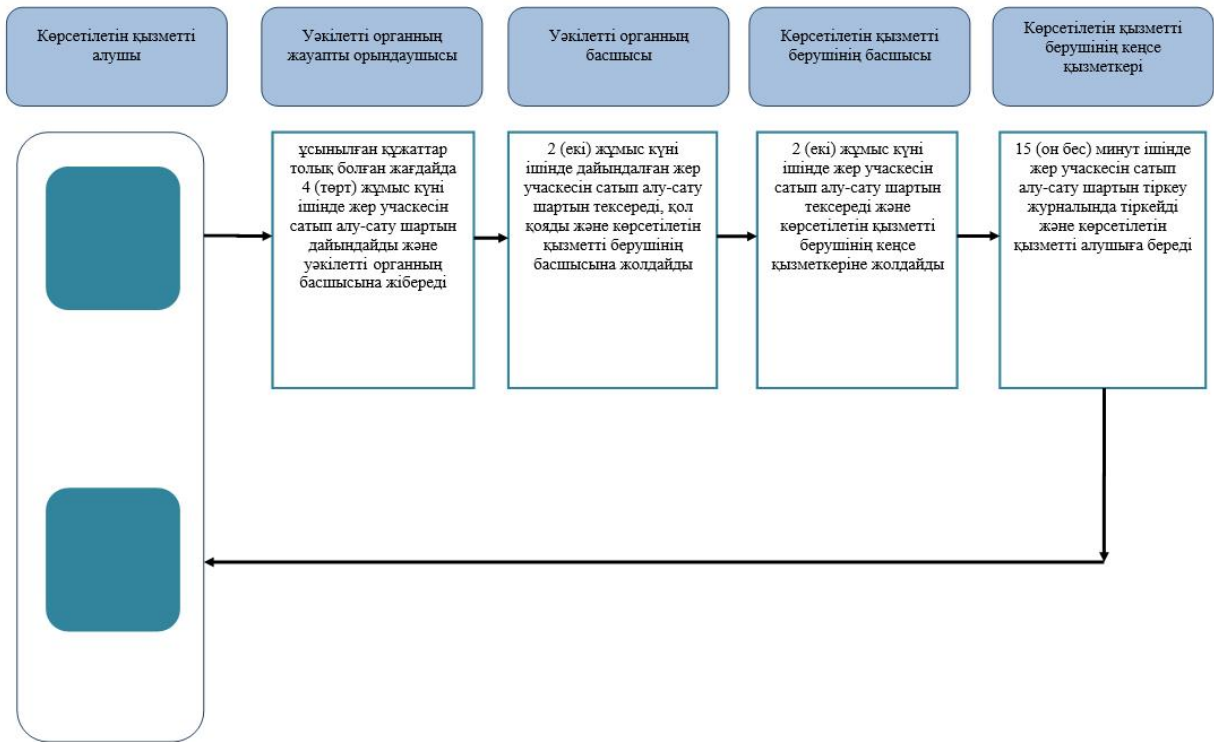 Көрсетілетін қызметті
алушы
Уәкілетті органның
жауапты орындаушысы
Уәкілетті органның
басшысы
Көрсетілетін қызметті
берушінің басшысы
Көрсетілетін қызметті
берушінің кеңсе
қызметкері
ұсынылған құжаттар
толық болған жағдайда
4 (төрт) жұмыс күні
ішінде жер учаскесін
сатып алу-сату шартын
дайындайды және
уәкілетті органның
басшысына жібереді
2 (екі) жұмыс күні
ішінде дайындалған жер
учаскесін сатып алу-сату
шартын тексереді, қол
қояды және көрсетілетін
қызметті берушінің
басшысына жолдайды
2 (екі) жұмыс күні
ішінде жер учаскесін
сатып алу-сату шартын
тексереді және
көрсетілетін қызметті
берушінің кеңсе
қызметкеріне жолдайды
15 (он бес) минут ішінде
жер учаскесін сатып
алу-сату шартын тіркеу
журналында тіркейді
және көрсетілетін
қызметті алушыға береді